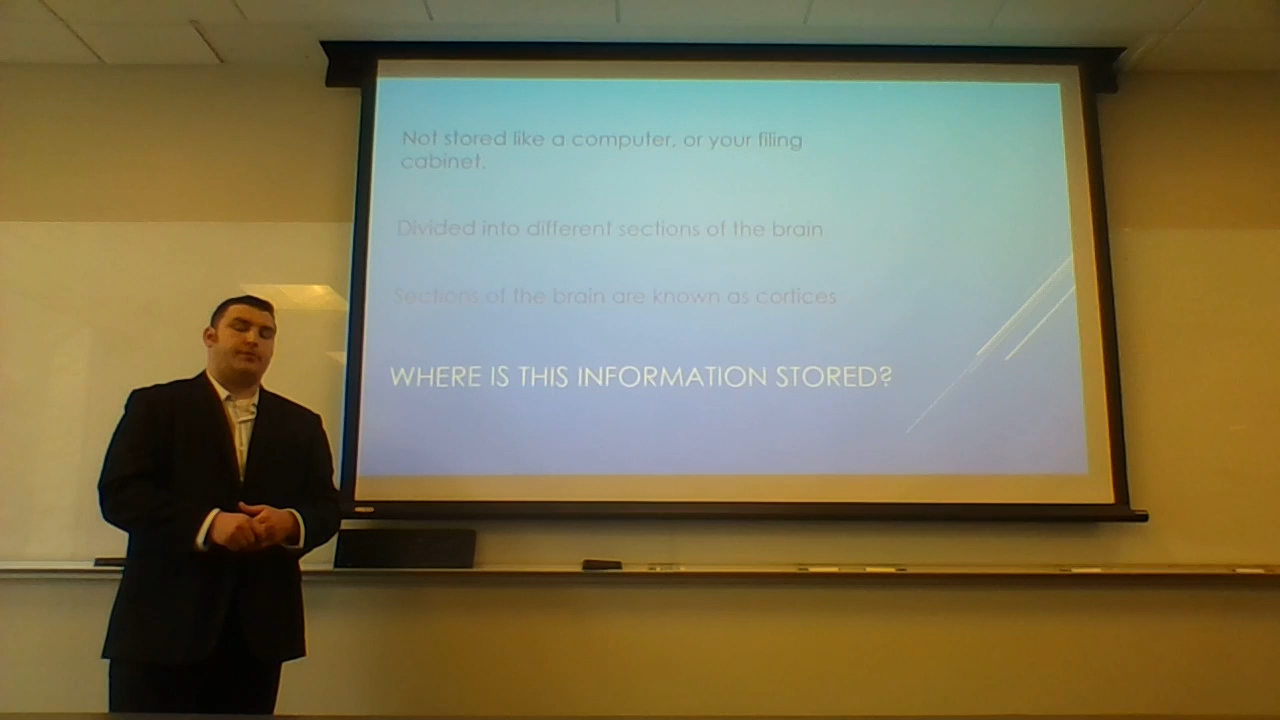 Not stored like a computer, or your filing
cabinet.
Divided into different sections of the brain
Sections of the brain are known as cortices
WHERE IS THIS INFORMATION STORED?